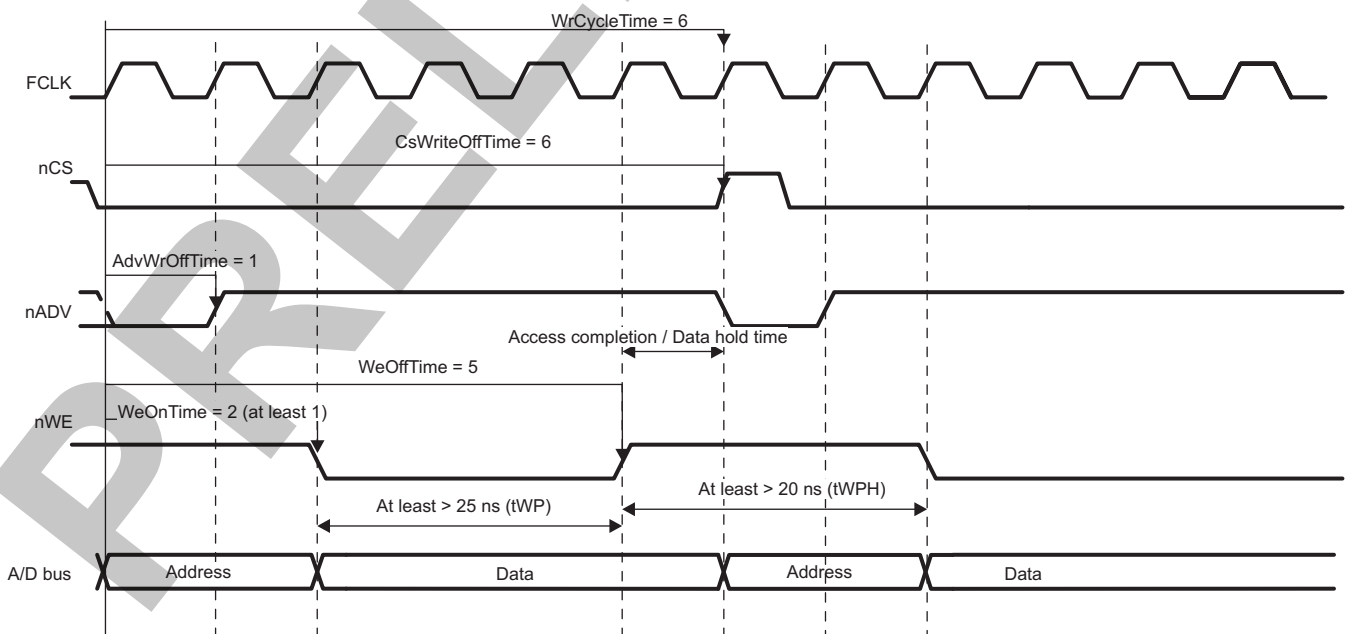 WrCycleTime = 6
FCLK
CsWriteOffTime = 6
nCS
AdvWrOffTime = 1
nADV
Access completion / Data hold time
WeOffTime = 5
nWE
WeOnTime = 2 (at least 1)
At least > 25 ns (tWP)
At least > 20 ns (tWPH)
A/D bus
Address
Data
Address
Data
PREL